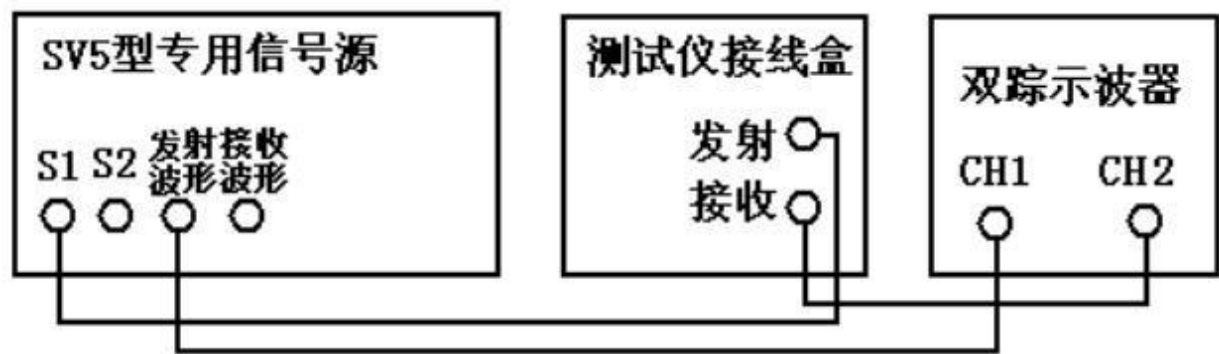 SV5型专用信号源
S1 S2 发射波形 接收波形
测试仪接线盒
发射
接收
双踪示波器
CH1 CH2